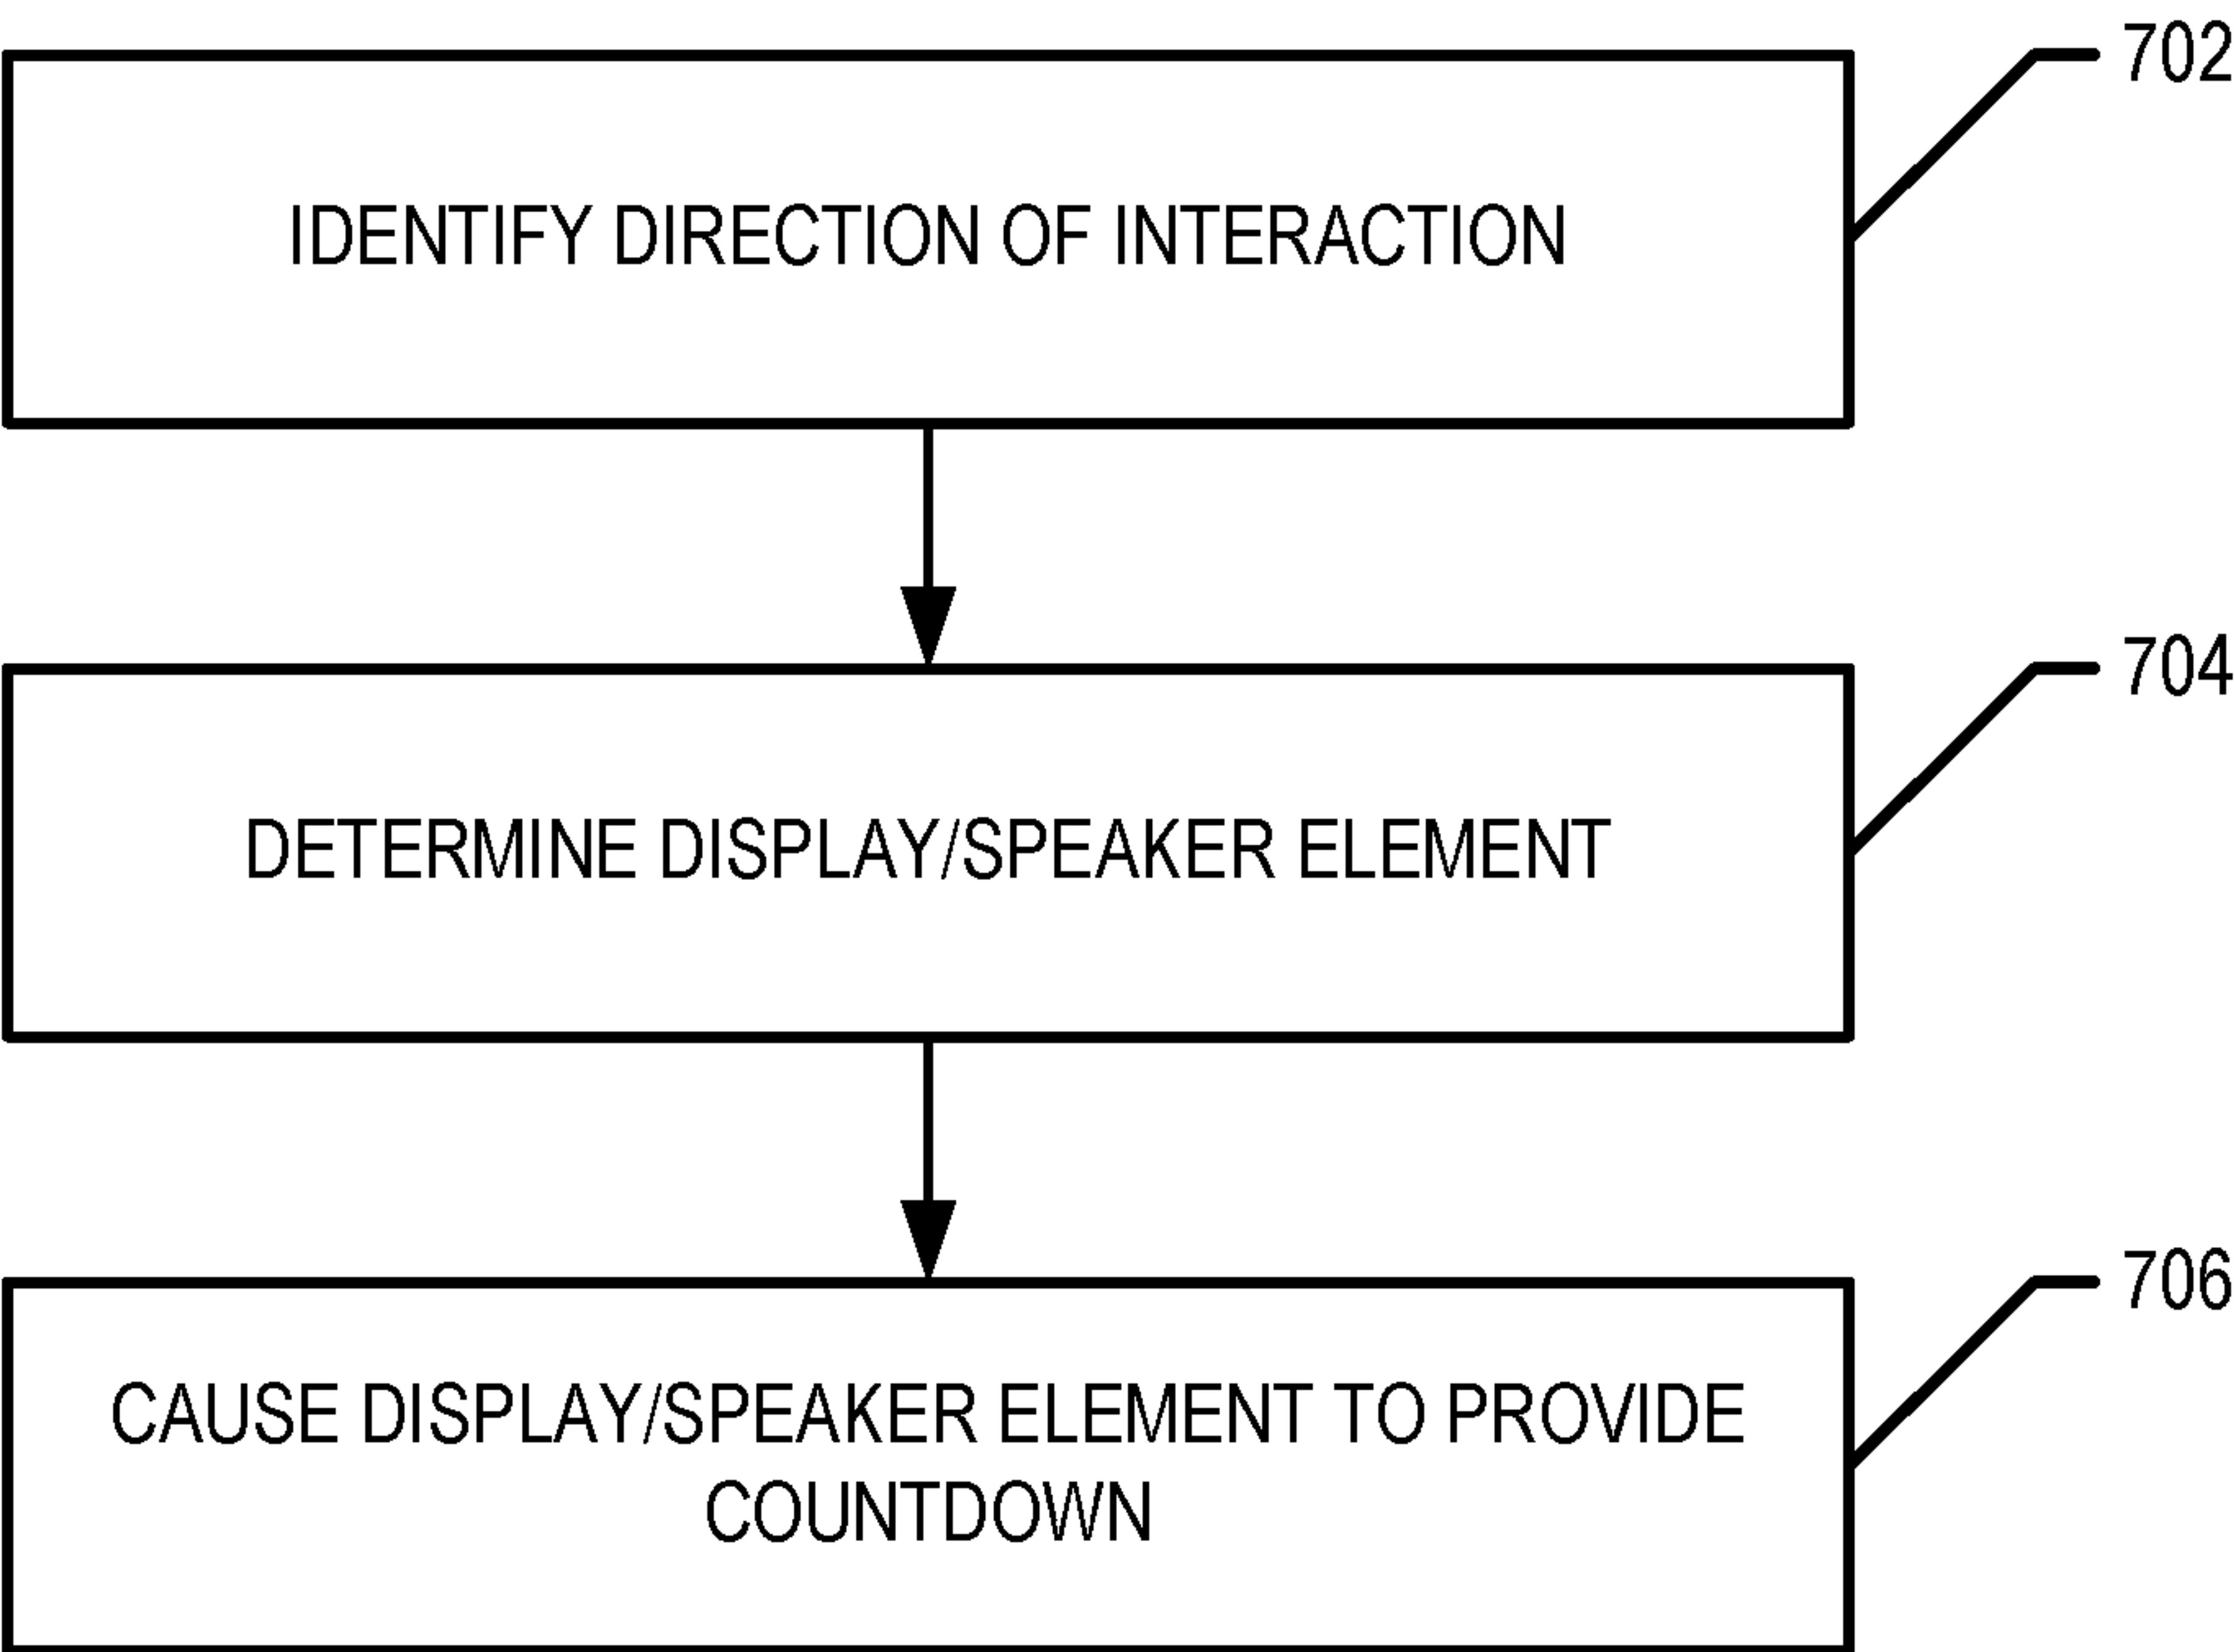 702
IDENTIFY DIRECTION OF INTERACTION
704
DETERMINE DISPLAY/SPEAKER ELEMENT
706
CAUSE DISPLAY/SPEAKER ELEMENT TO PROVIDE
COUNTDOWN